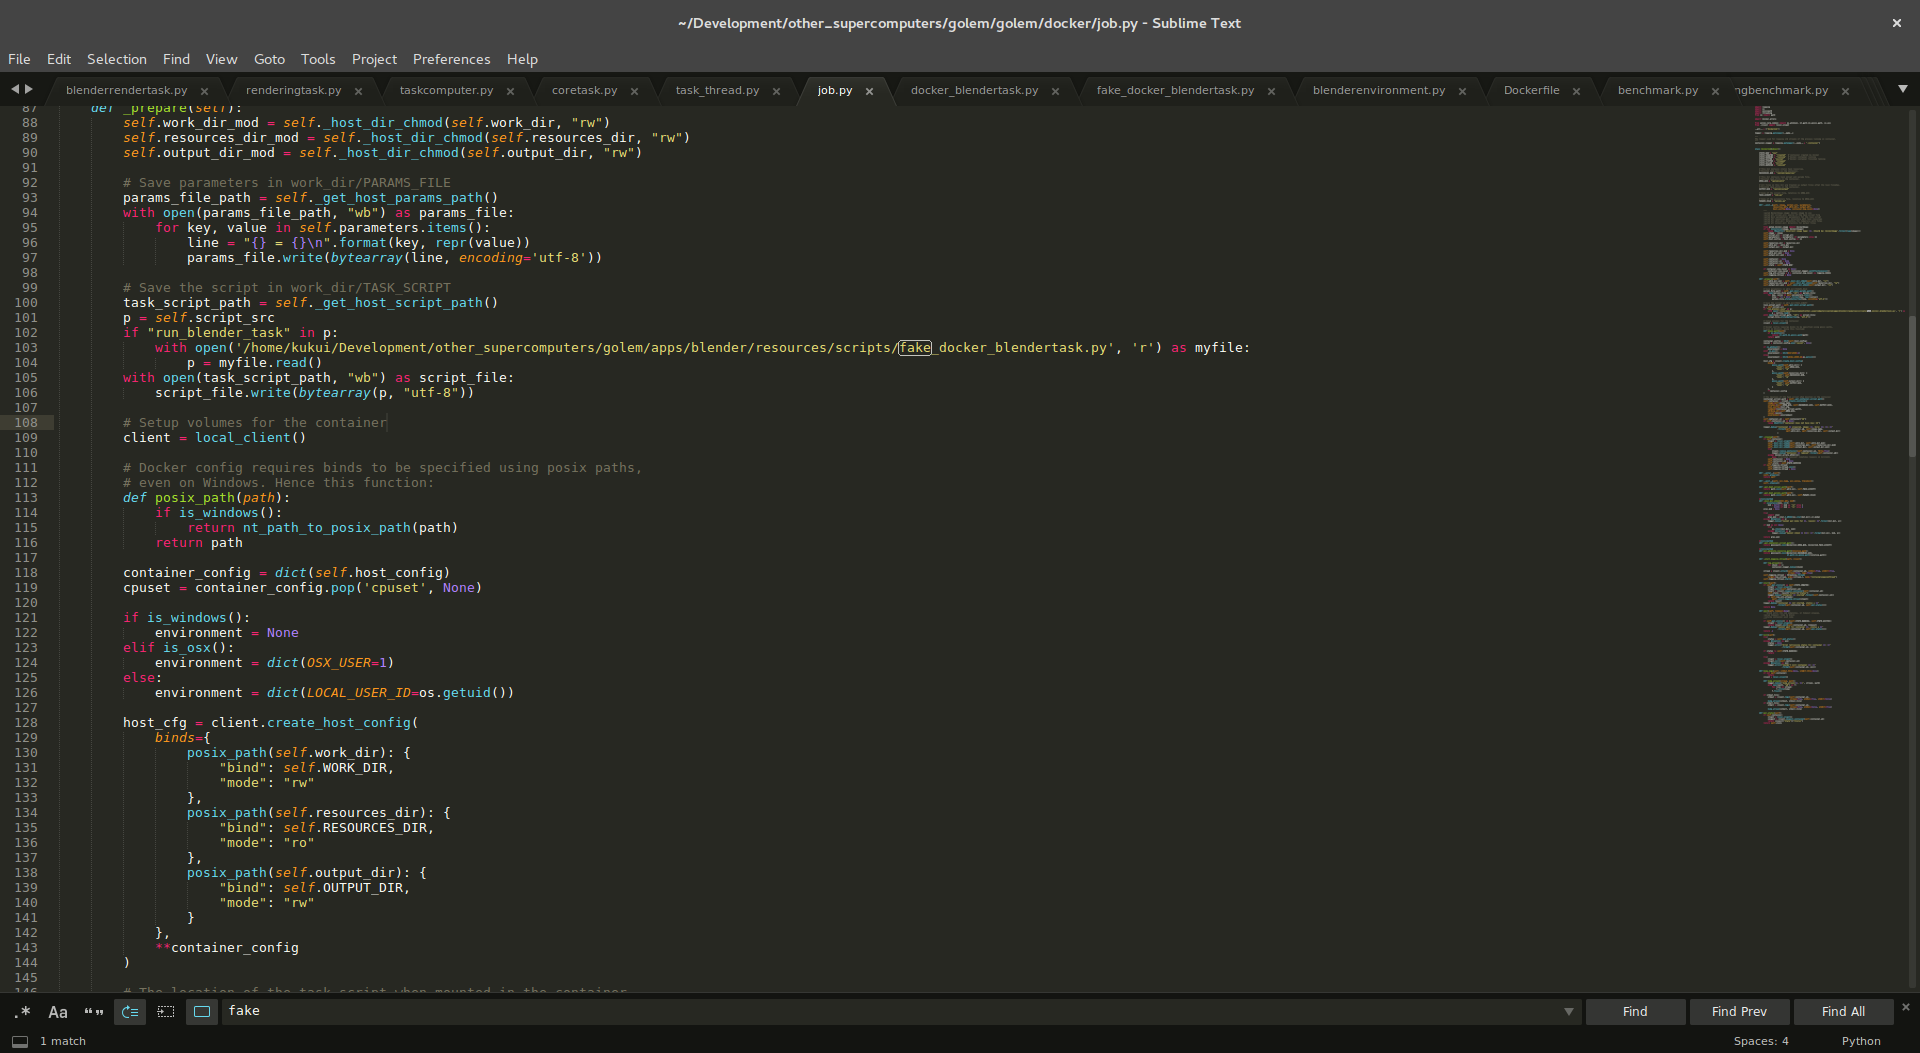 ~/Development/other_supercomputers/golem/golem/docker/job.py - Sublime Text
File Edit Selection Find View Goto Tools Project Preferences Help
blenderrendertask.py renderingtask.py taskcomputer.py coretask.py task_thread.py job.py docker_blendertask.py fake_docker_blendertask.py blenderenvironment.py Dockerfile benchmark.py ngbenchmark.py
87 def _prepare(self):
88 self.work_dir_mod = self._host_dir_chmod(self.work_dir, "rw")
89 self.resources_dir_mod = self._host_dir_chmod(self.resources_dir, "rw")
90 self.output_dir_mod = self._host_dir_chmod(self.output_dir, "rw")
91
92 # Save parameters in work_dir/PARAMS_FILE
93 params_file_path = self._get_host_params_path()
94 with open(params_file_path, "wb") as params_file:
95 for key, value in self.parameters.items():
96 line = "{} = {}\n".format(key, repr(value))
97 params_file.write(bytearray(line, encoding='utf-8'))
98
99 # Save the script in work_dir/TASK_SCRIPT
100 task_script_path = self._get_host_script_path()
101 p = self.script_src
102 if "run_blender_task" in p:
103 with open('/home/kukui/Development/other_supercomputers/golem/apps/blender/resources/scripts/fake_docker_blendertask.py', 'r') as myfile:
104 p = myfile.read()
105 with open(task_script_path, "wb") as script_file:
106 script_file.write(bytearray(p, "utf-8"))
107
108 # Setup volumes for the container
109 client = local_client()
110
111 # Docker config requires binds to be specified using posix paths,
112 # even on Windows. Hence this function:
113 def posix_path(path):
114 if is_windows():
115 return nt_path_to_posix_path(path)
116 return path
117
118 container_config = dict(self.host_config)
119 cpuset = container_config.pop('cpuset', None)
120
121 if is_windows():
122 environment = None
123 elif is_osx():
124 environment = dict(OSX_USER=1)
125 else:
126 environment = dict(LOCAL_USER_ID=os.getuid())
127
128 host_cfg = client.create_host_config(
129 binds={
130 posix_path(self.work_dir): {
131 "bind": self.WORK_DIR,
132 "mode": "rw"
133 },
134 posix_path(self.resources_dir): {
135 "bind": self.RESOURCES_DIR,
136 "mode": "ro"
137 },
138 posix_path(self.output_dir): {
139 "bind": self.OUTPUT_DIR,
140 "mode": "rw"
141 }
142 },
143 **container_config
144 )
145
146 # The location of the task script when mounted in the container
.* Aa “” fake Find Find Prev Find All
1 match Spaces: 4 Python